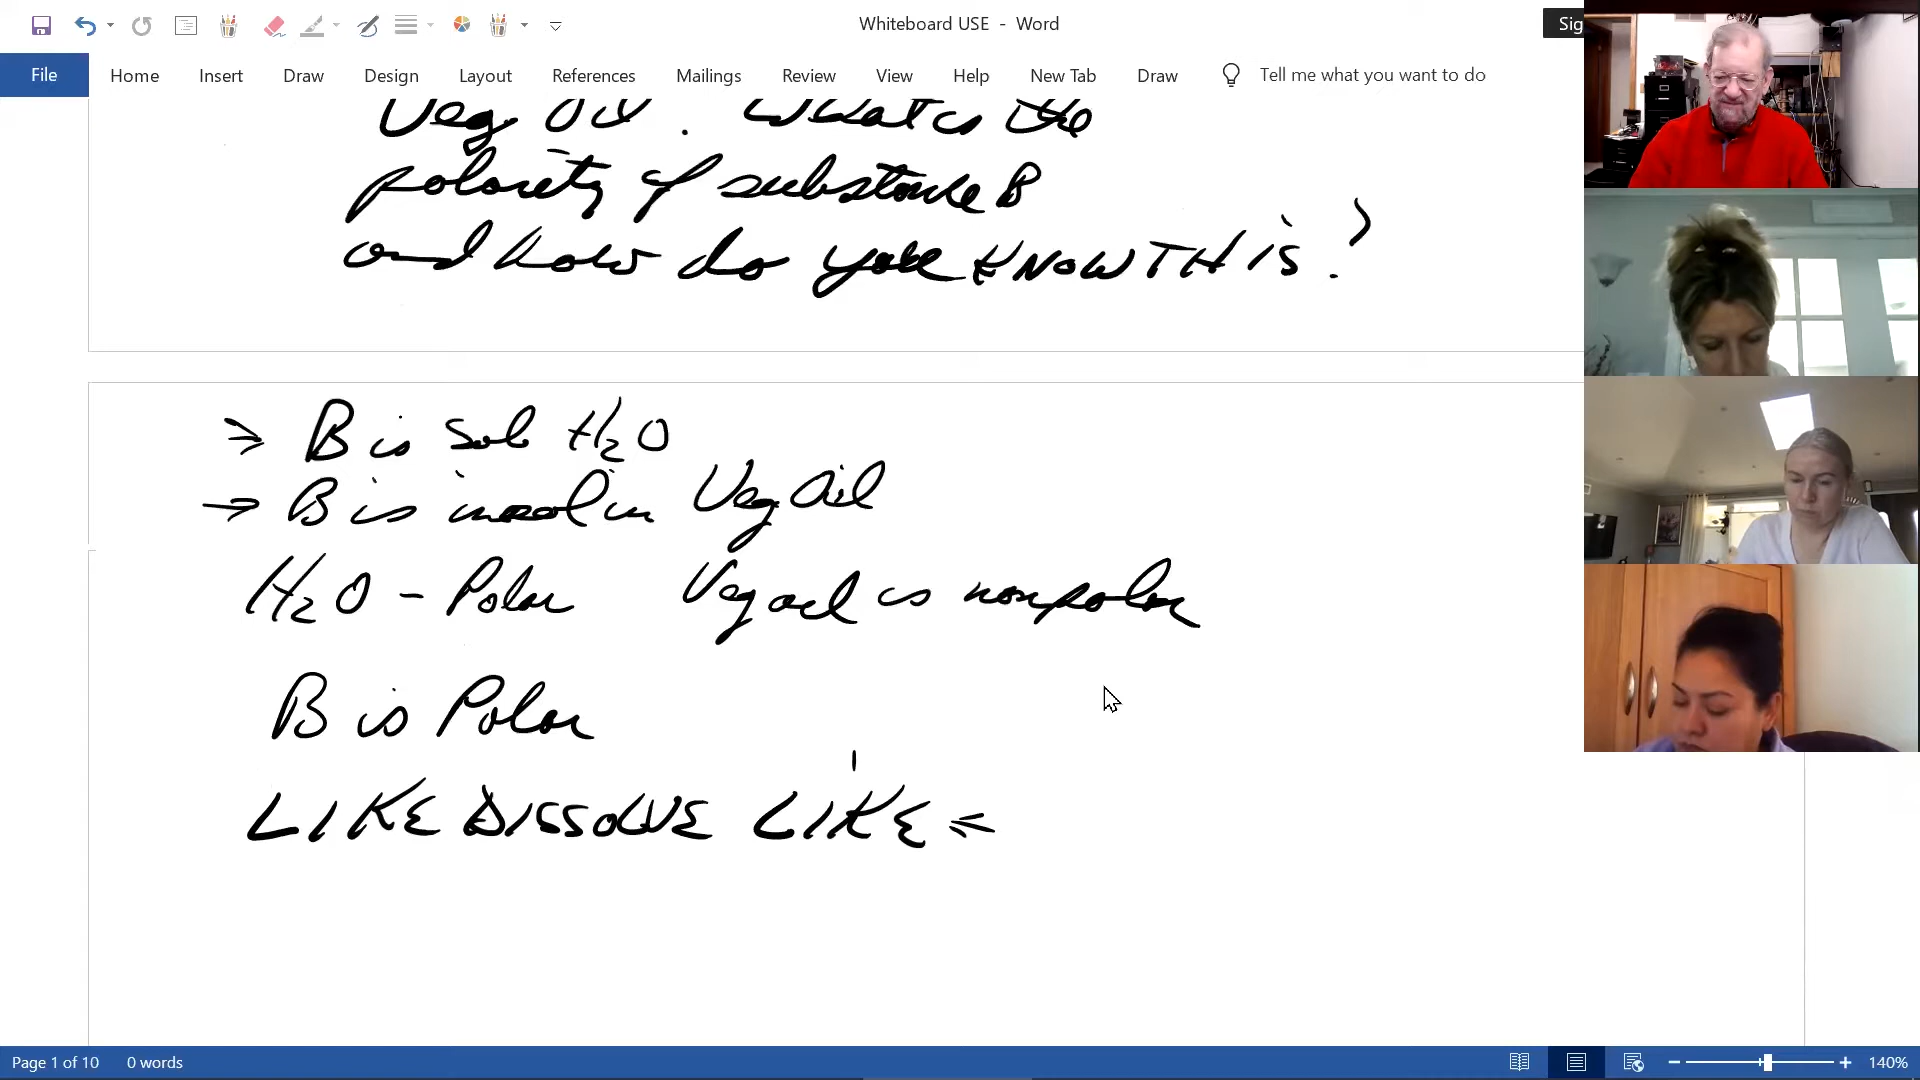 Whiteboard USE - Word
Sig
File Home Insert Draw Design Layout References Mailings Review View Help New Tab Draw Tell me what you want to do
Veg Oil. What is the
polarity of substance B
and how do you KNOW THIS?
B is Sol H2O
B is insol in Veg Oil
H2O - Polar Veg oil is nonpolar
B is Polar
LIKE DISSOLVE LIKE
Page 1 of 10 0 words 140%